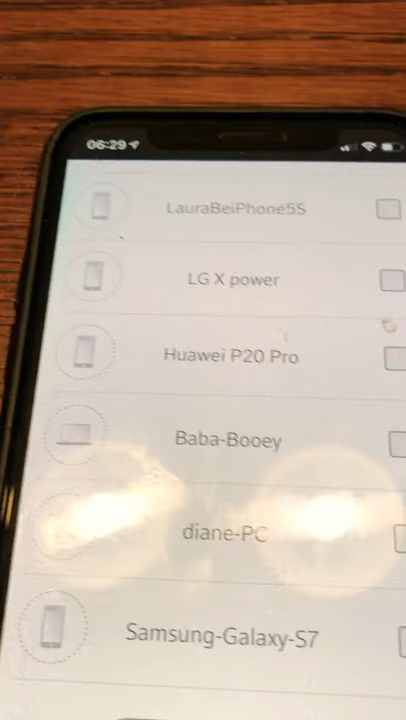 06:29
LauraBeiPhone5S
LG X power
Huawei P20 Pro
Baba-Booey
diane-PC
Samsung-Galaxy-S7